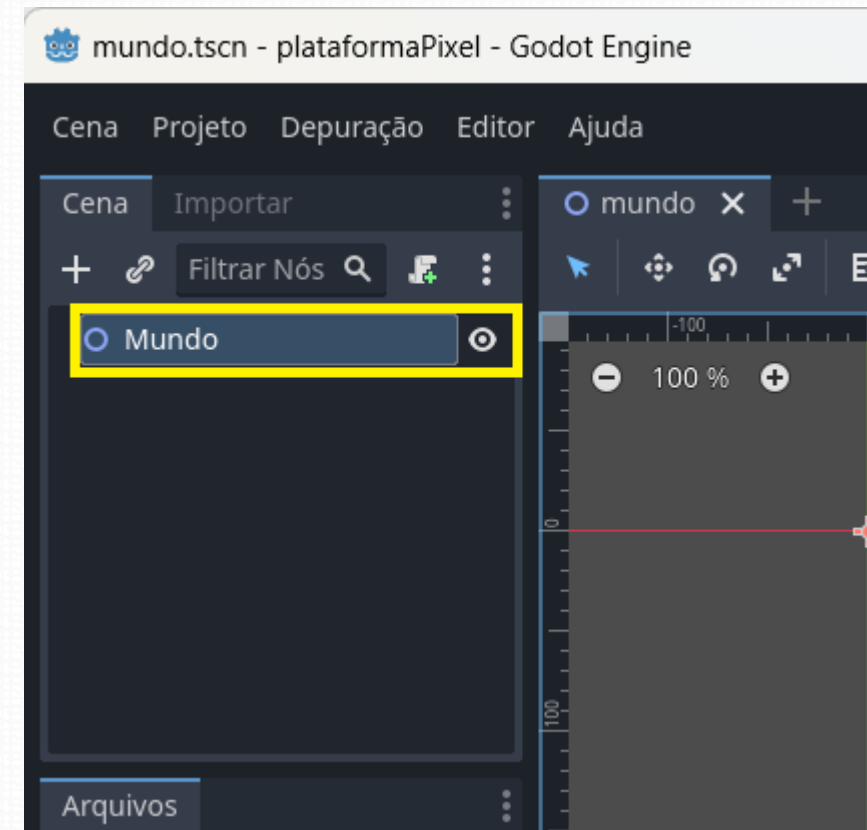 mundo.tscn - plataformaPixel - Godot Engine
Cena Projeto Depuração Editor Ajuda
Cena Importar
mundo
Filtrar Nós
Mundo
-100
100 %
0
100
Arquivos